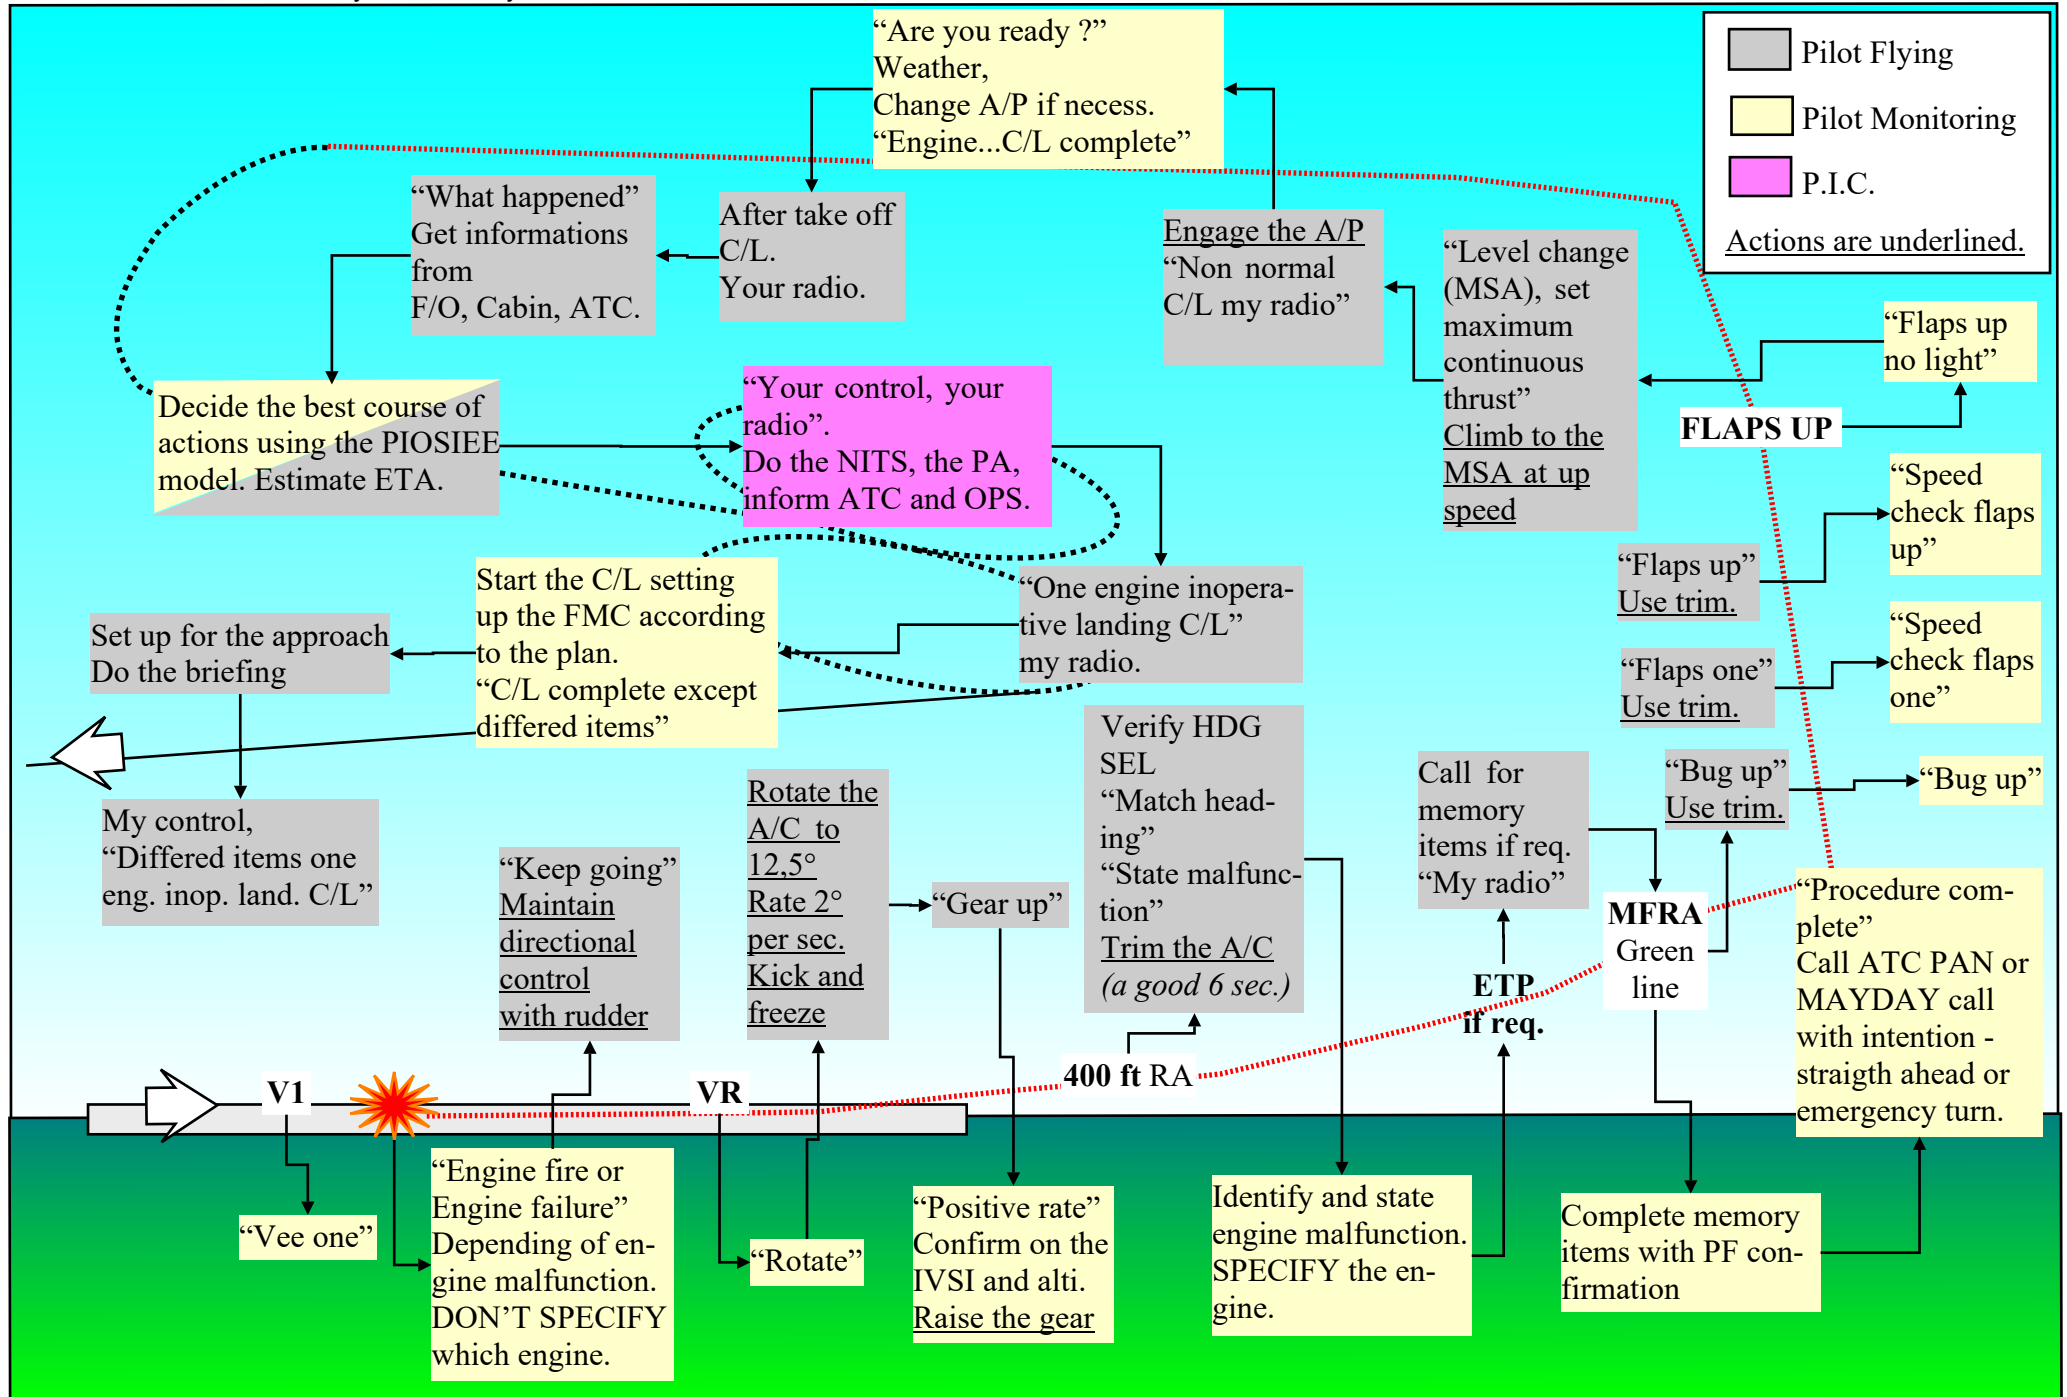 “Are you ready ?”
Weather,
Change A/P if necess.
“Engine...C/L complete”
Pilot Flying
Pilot Monitoring
P.I.C.
Actions are underlined.
“What happened”
Get informations
from
F/O, Cabin, ATC.
After take off
C/L.
Your radio.
Engage the A/P
“Non normal
C/L my radio”
“Level change
(MSA), set
maximum
continuous
thrust”
Climb to the
MSA at up
speed
“Flaps up
no light”
FLAPS UP
Decide the best course of
actions using the PIOSIEE
model. Estimate ETA.
“Your control, your
radio”.
Do the NITS, the PA,
inform ATC and OPS.
“Speed
check flaps
up”
“Flaps up”
Use trim.
Start the C/L setting
up the FMC according
to the plan.
“C/L complete except
differed items”
“One engine inopera-
tive landing C/L”
my radio.
Set up for the approach
Do the briefing
“Speed
check flaps
one”
“Flaps one”
Use trim.
My control,
“Differed items one
eng. inop. land. C/L”
“Keep going”
Maintain
directional
control
with rudder
Rotate the
A/C to
12,5°
Rate 2°
per sec.
Kick and
freeze
“Gear up”
Verify HDG
SEL
“Match head-
ing”
“State malfunc-
tion”
Trim the A/C
(a good 6 sec.)
Call for
memory
items if req.
“My radio”
“Bug up”
Use trim.
“Bug up”
MFRA
Green
line
ETP
if req.
“Procedure com-
plete”
Call ATC PAN or
MAYDAY call
with intention -
straigth ahead or
emergency turn.
400 ft RA
V1
VR
“Vee one”
“Engine fire or
Engine failure”
Depending of en-
gine malfunction.
DON’T SPECIFY
which engine.
“Rotate”
“Positive rate”
Confirm on the
IVSI and alti.
Raise the gear
Identify and state
engine malfunction.
SPECIFY the en-
gine.
Complete memory
items with PF con-
firmation